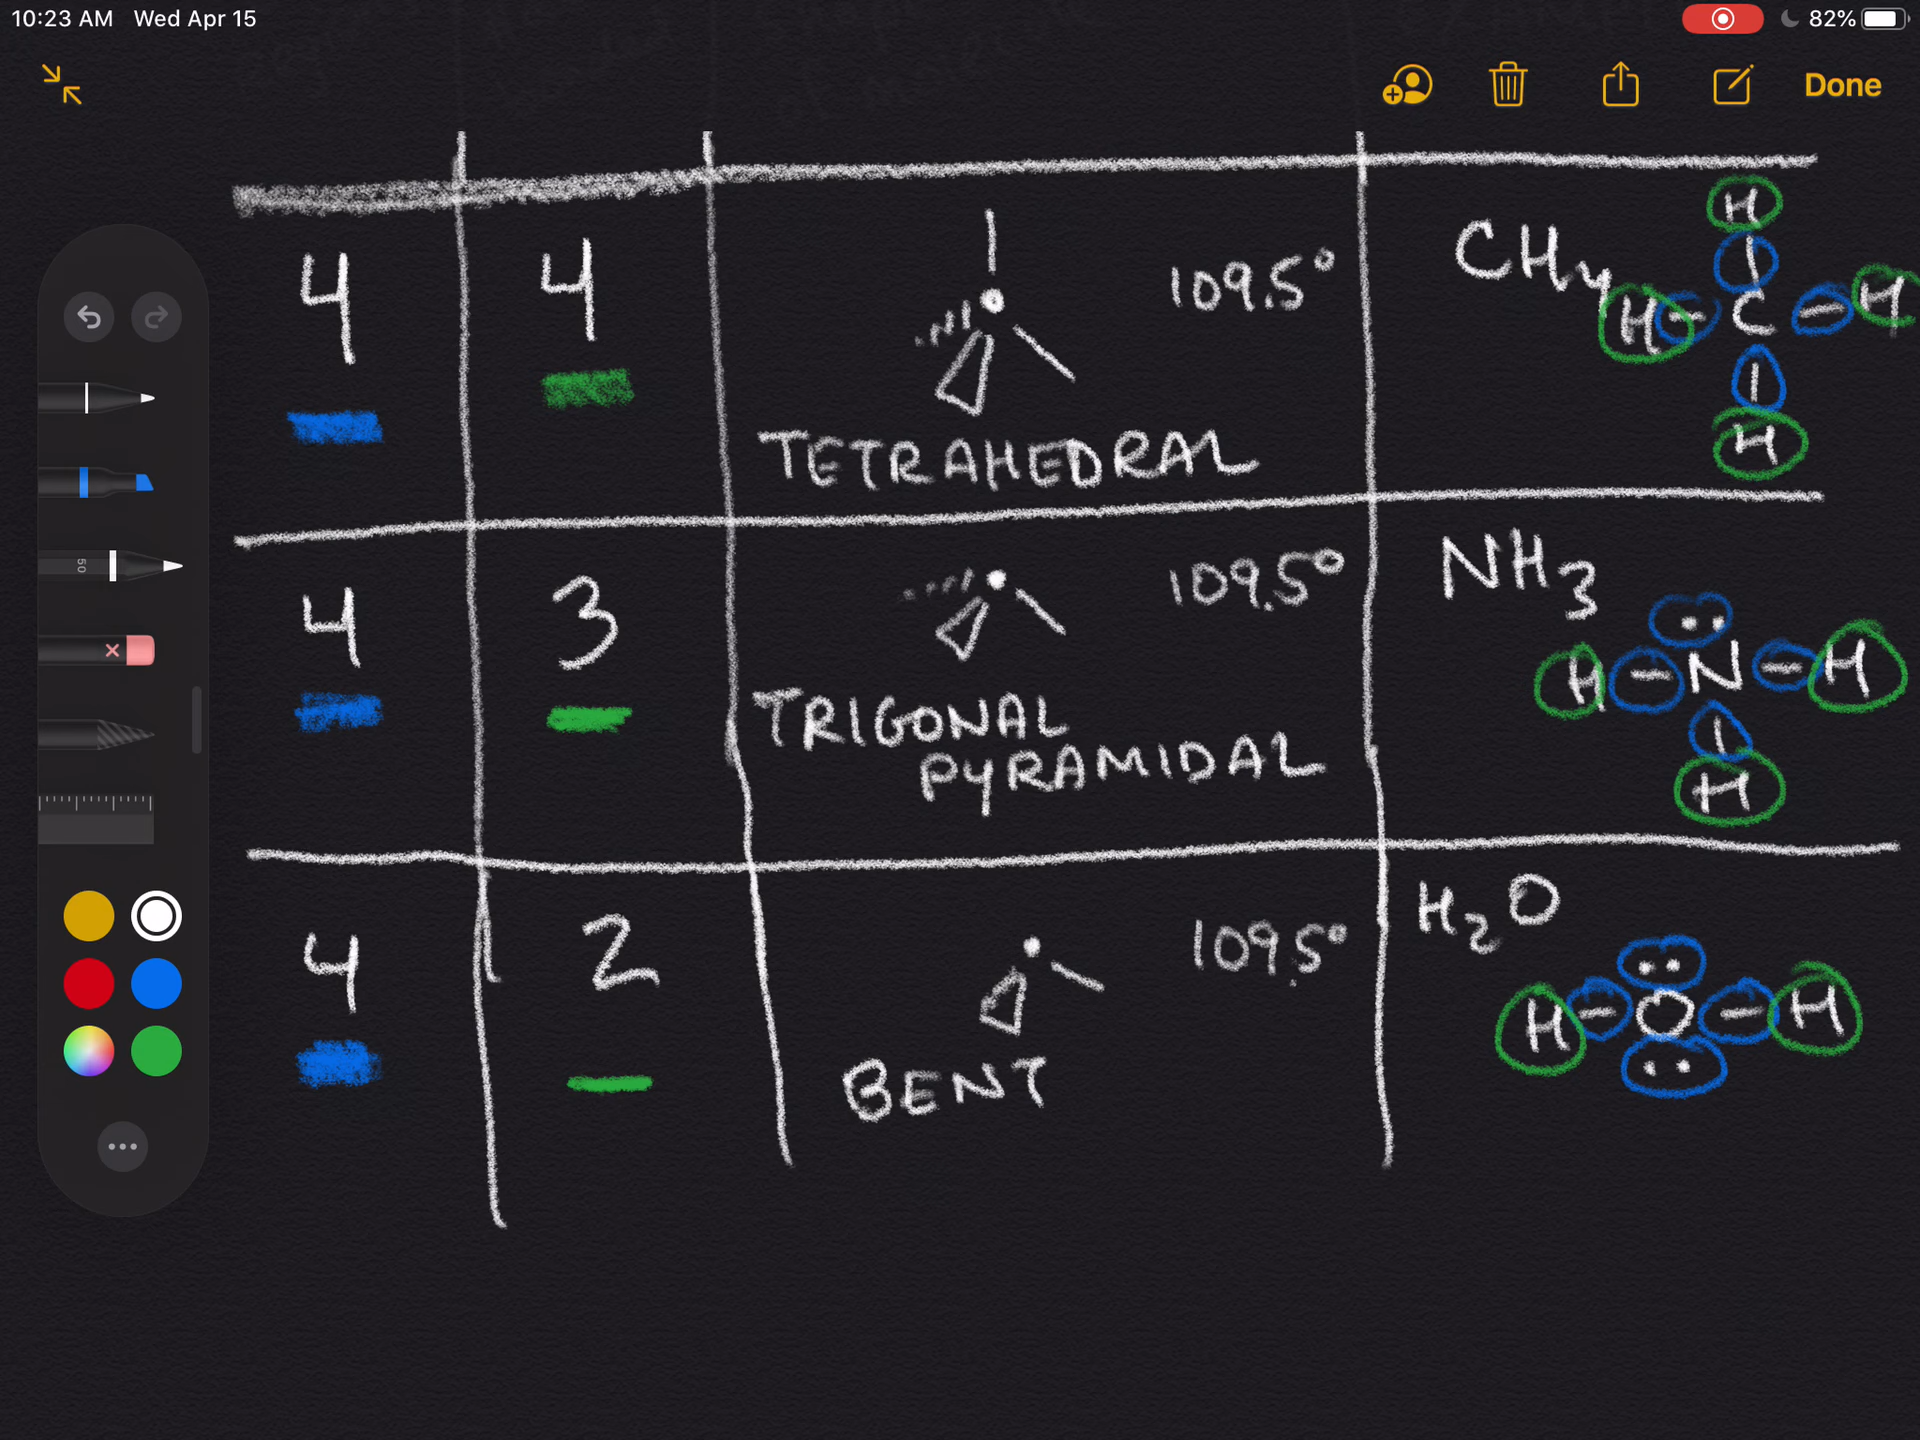 10:23 AM Wed Apr 15
82%
Done
4 4 109.5° CH4
H
H - C - H
H
TETRAHEDRAL
50
4 3 109.5° NH3
H - N - H
H
TRIGONAL
PYRAMIDAL
4 2 109.5° H2O
H - O - H
BENT